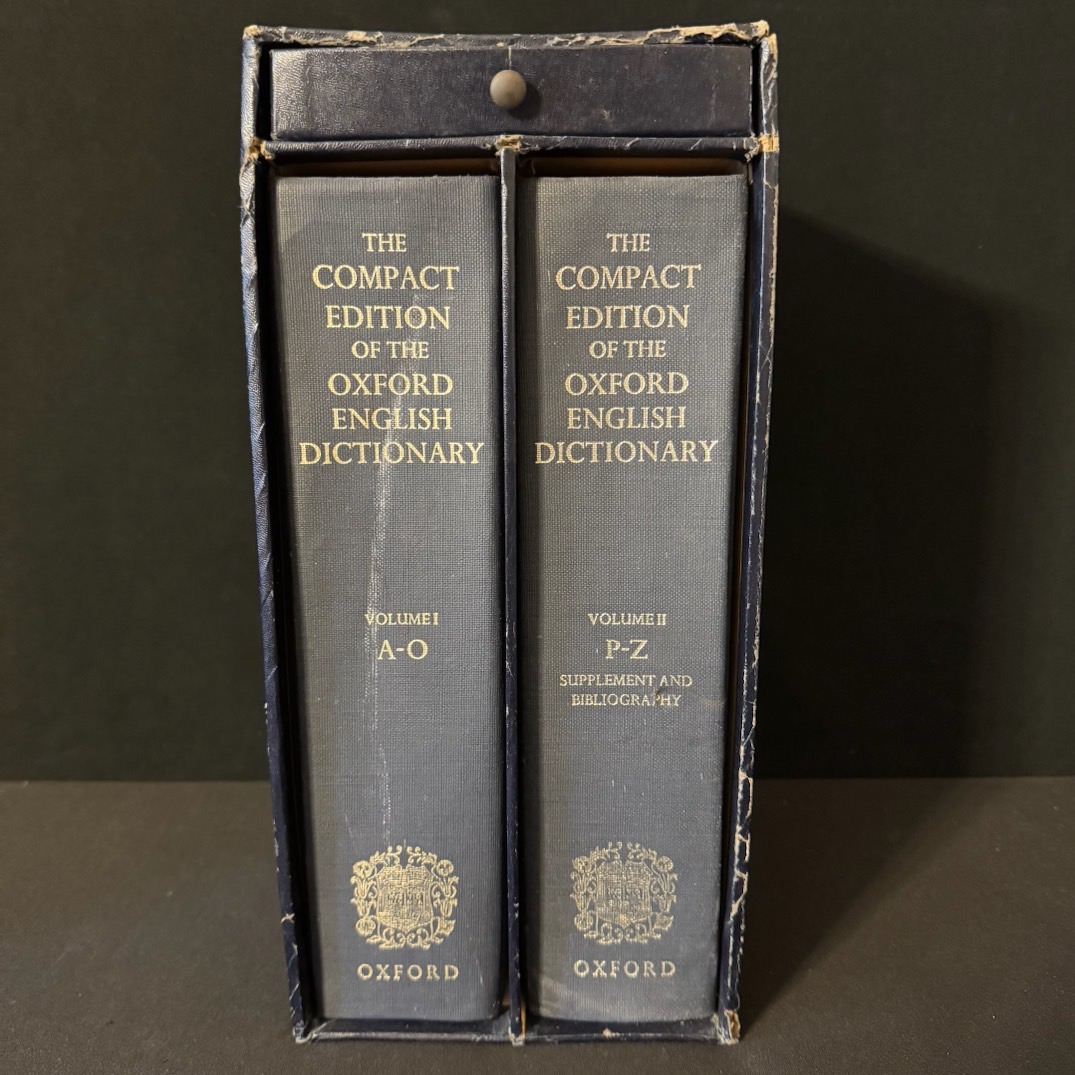 THE
COMPACT
EDITION
OF THE
OXFORD
ENGLISH
DICTIONARY
VOLUME I
A-O
OXFORD
THE
COMPACT
EDITION
OF THE
OXFORD
ENGLISH
DICTIONARY
VOLUME II
P-Z
SUPPLEMENT AND
BIBLIOGRAPHY
OXFORD